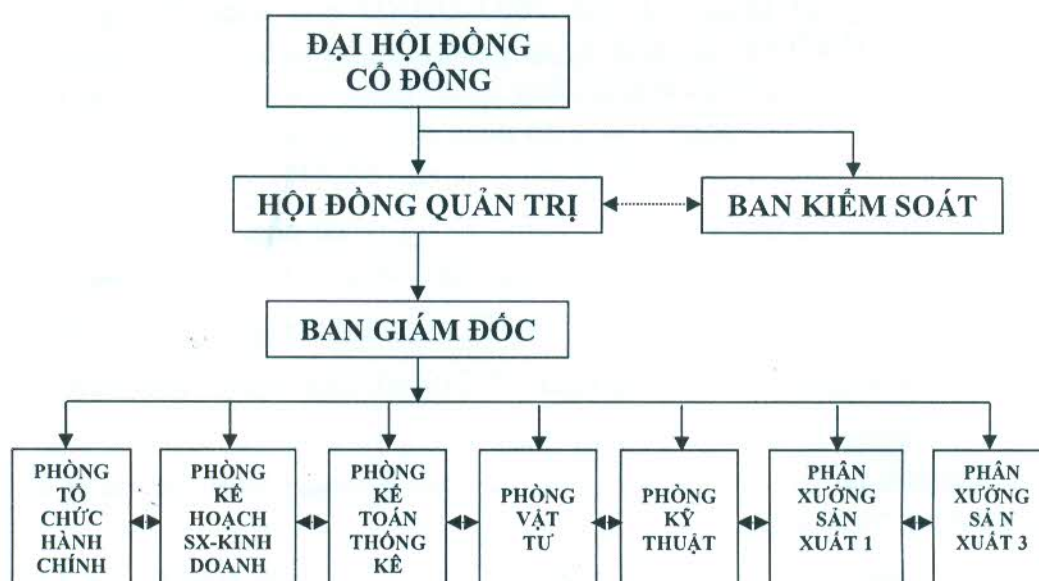 ĐẠI HỘI ĐỒNG
CỔ ĐÔNG
HỘI ĐỒNG QUẢN TRỊ
BAN KIỂM SOÁT
BAN GIÁM ĐỐC
PHÒNG
TỔ
CHỨC
HÀNH
CHÍNH
PHÒNG
KẾ
HOẠCH
SX-KINH
DOANH
PHÒNG
KẾ
TOÁN
THỐNG
KÊ
PHÒNG
VẬT
TƯ
PHÒNG
KỸ
THUẬT
PHÂN
XƯỞNG
SẢN
XUẤT 1
PHÂN
XƯỞNG
SẢ N
XUẤT 3